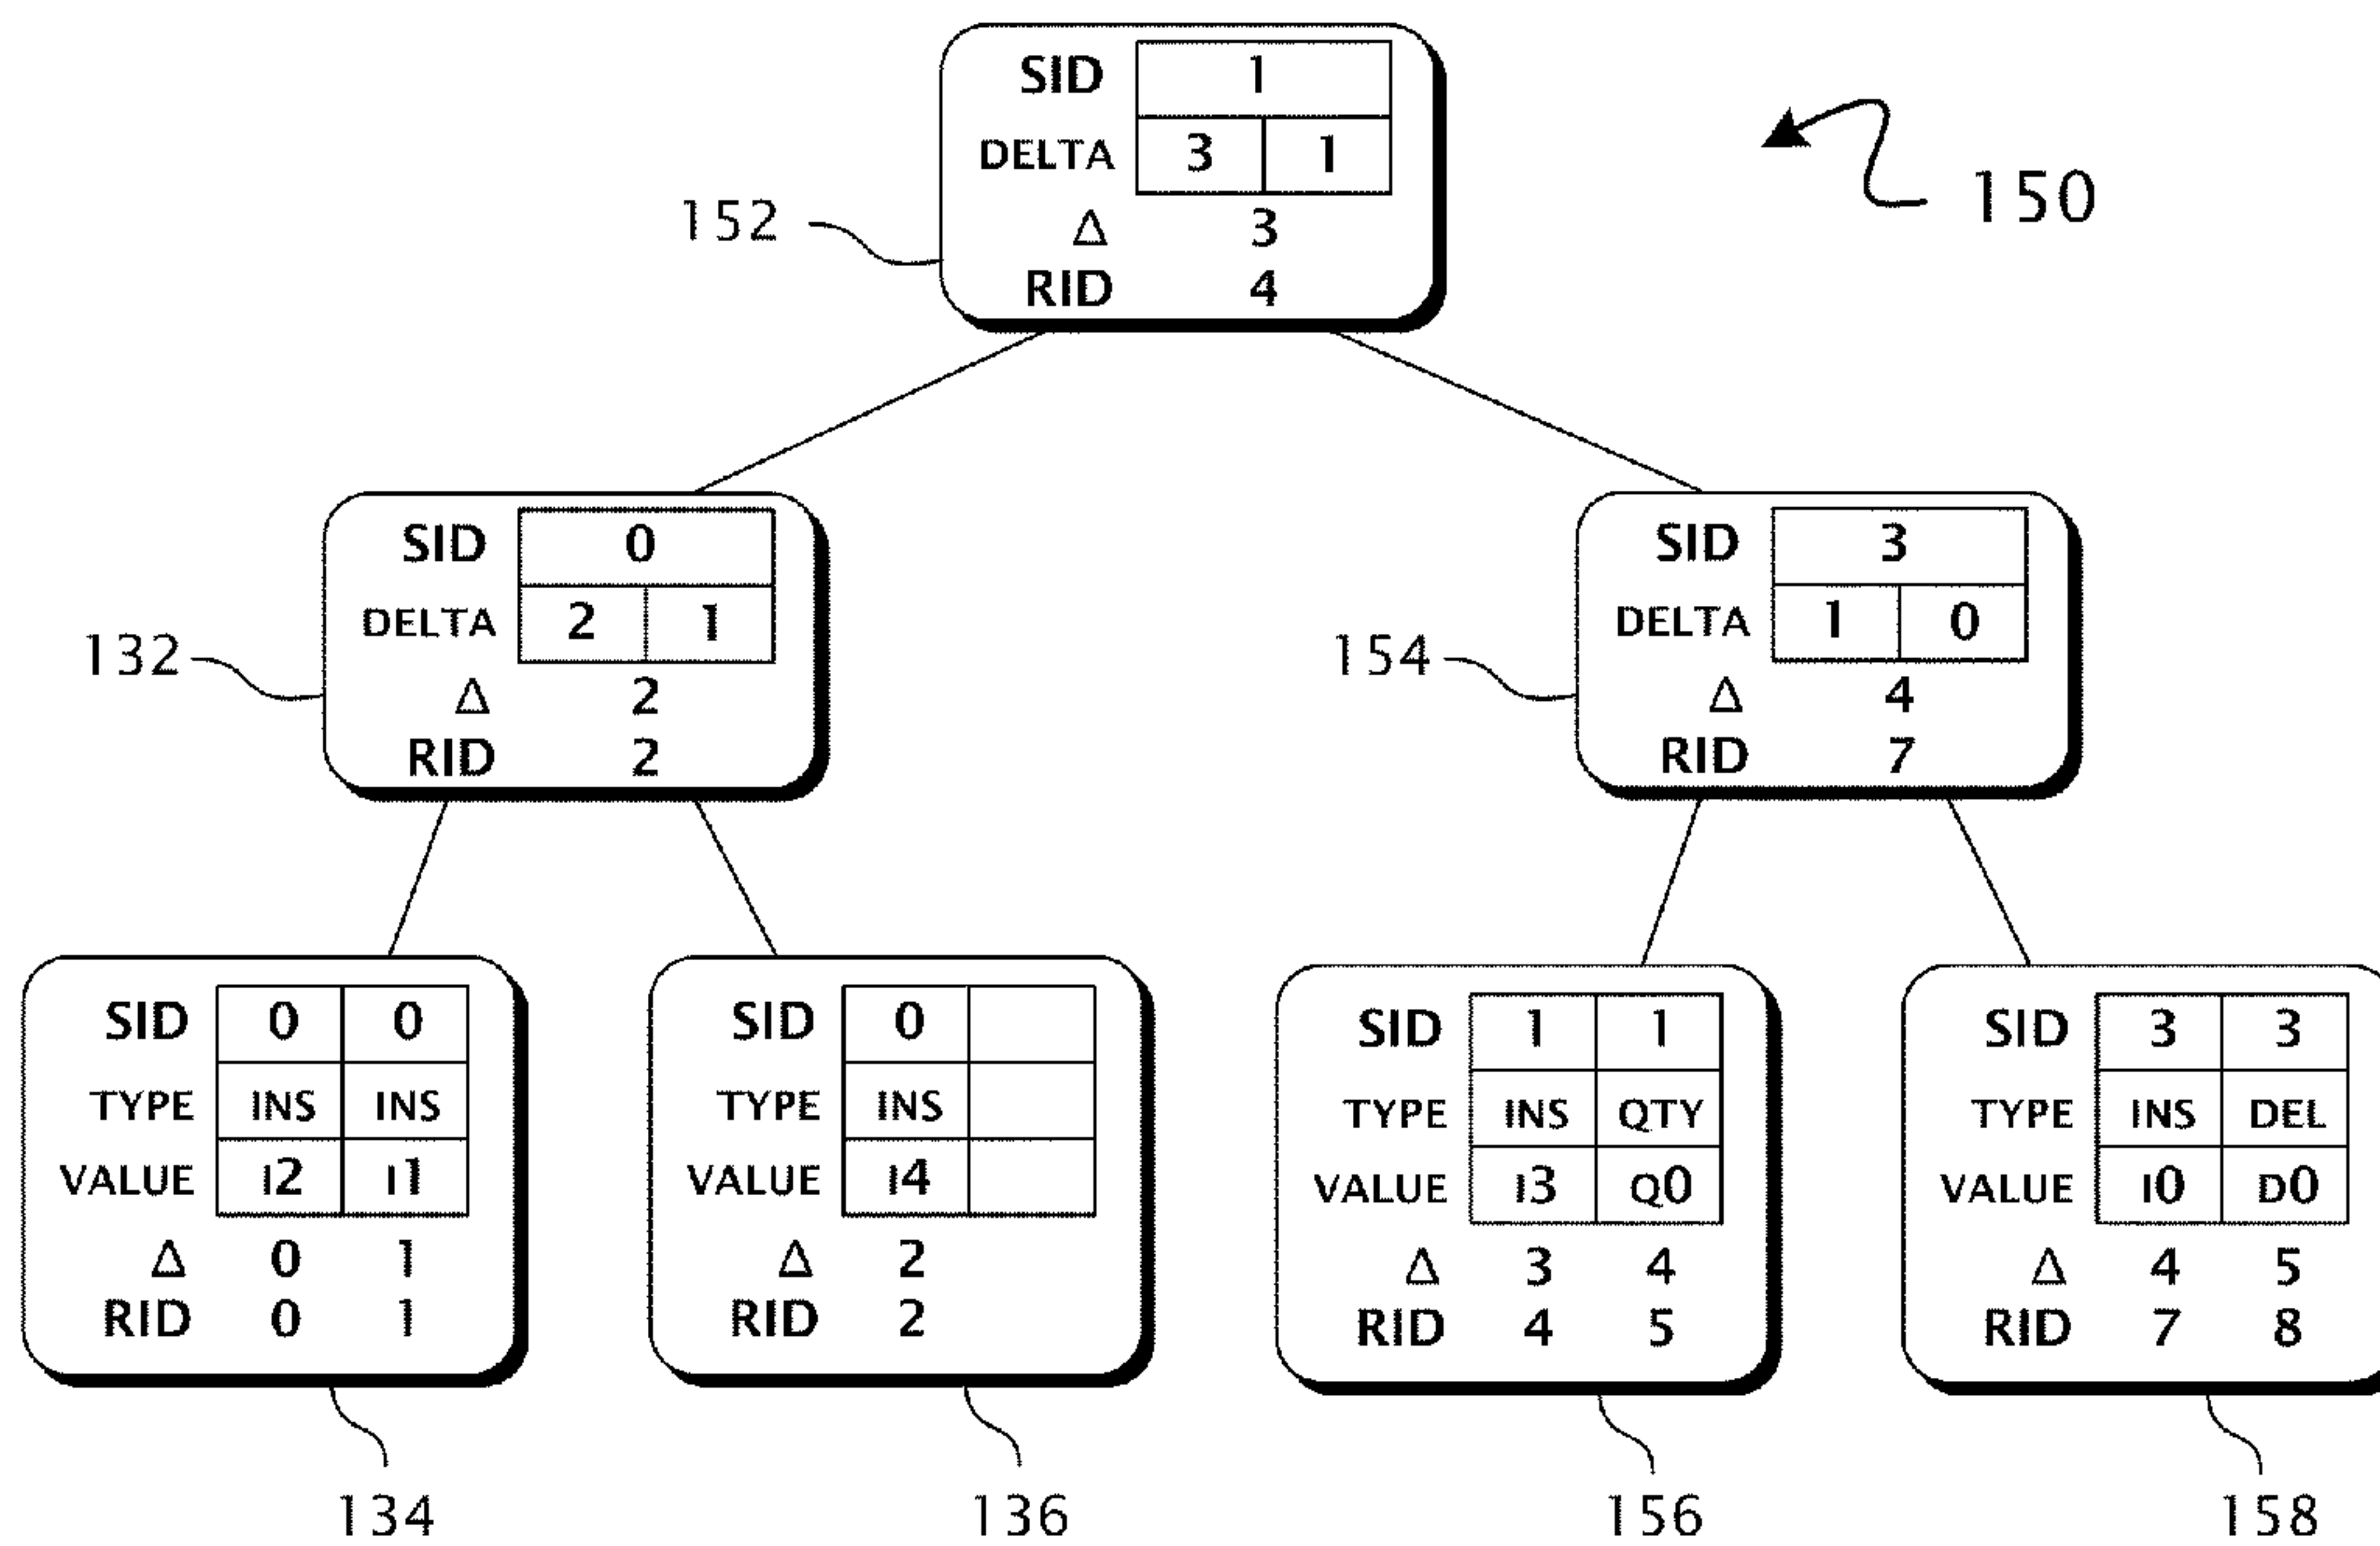 SID 1
DELTA 3 1
Δ 3
RID 4
152
150
SID 0
DELTA 2 1
Δ 2
RID 2
132
SID 3
DELTA 1 0
Δ 4
RID 7
154
SID 0 0
TYPE INS INS
VALUE I2 I1
Δ 0 1
RID 0 1
134
SID 0
TYPE INS
VALUE I4
Δ 2
RID 2
136
SID 1 1
TYPE INS QTY
VALUE I3 Q0
Δ 3 4
RID 4 5
156
SID 3 3
TYPE INS DEL
VALUE I0 D0
Δ 4 5
RID 7 8
158